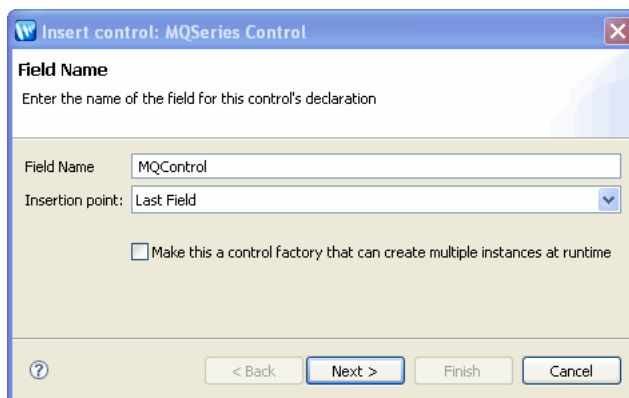 Insert control: MQSeries Control
Field Name
Enter the name of the field for this control's declaration
Field Name MQControl
Insertion point: Last Field
Make this a control factory that can create multiple instances at runtime
? < Back Next > Finish Cancel